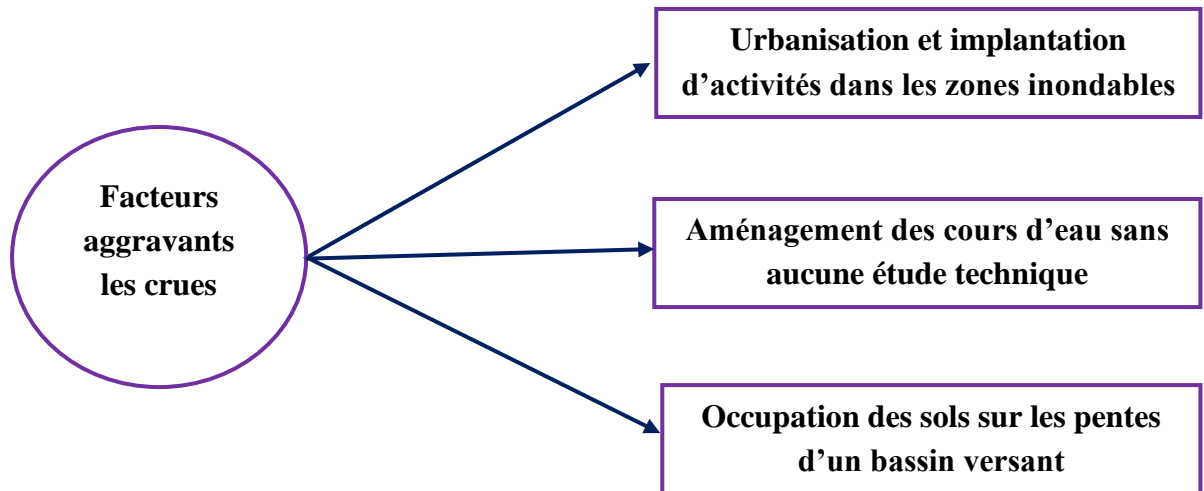 Facteurs
aggravants
les crues
Urbanisation et implantation
d’activités dans les zones inondables
Aménagement des cours d’eau sans
aucune étude technique
Occupation des sols sur les pentes
d’un bassin versant